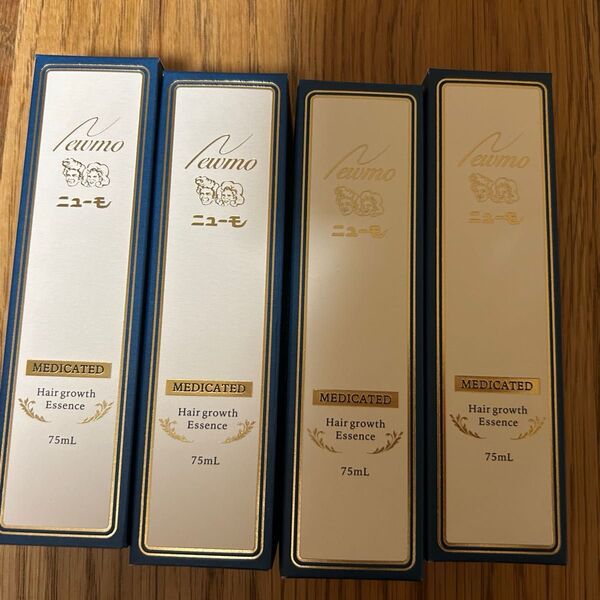 Newmo
ニューモ
MEDICATED
Hair growth
Essence
75mL
Newmo
ニューモ
MEDICATED
Hair growth
Essence
75mL
Newmo
ニューモ
MEDICATED
Hair growth
Essence
75mL
Newmo
ニューモ
MEDICATED
Hair growth
Essence
75mL